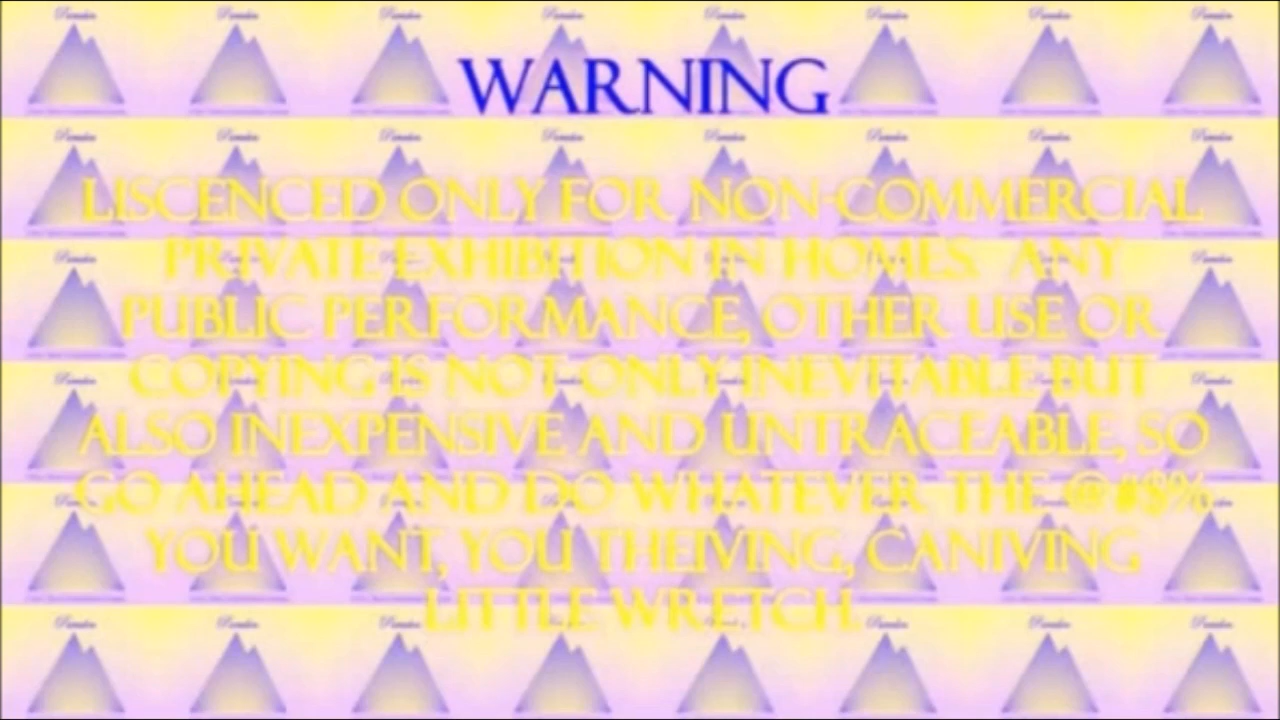 WARNING
LISCENCED ONLY FOR NON-COMMERCIAL
PRIVATE EXHIBITION IN HOMES. ANY
PUBLIC PERFORMANCE, OTHER USE OR
COPYING IS NOT ONLY INEVITABLE BUT
ALSO INEXPENSIVE AND UNTRACEABLE, SO
GO AHEAD AND DO WHATEVER THE @#$%
YOU WANT, YOU THEIVING, CANIVING
LITTLE WRETCH.